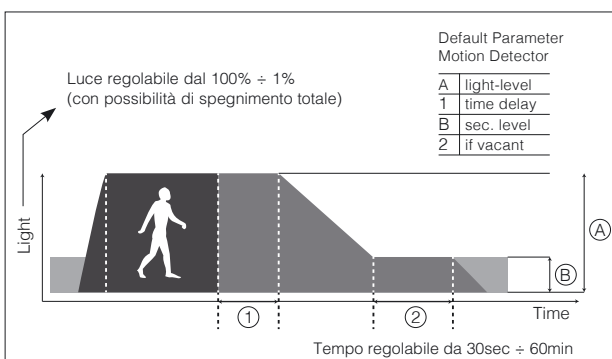 Default Parameter
Motion Detector
A light-level
1 time delay
B sec. level
2 if vacant
Luce regolabile dal 100% ÷ 1%
(con possibilità di spegnimento totale)
Light
A
B
Time
1
2
Tempo regolabile da 30sec ÷ 60min